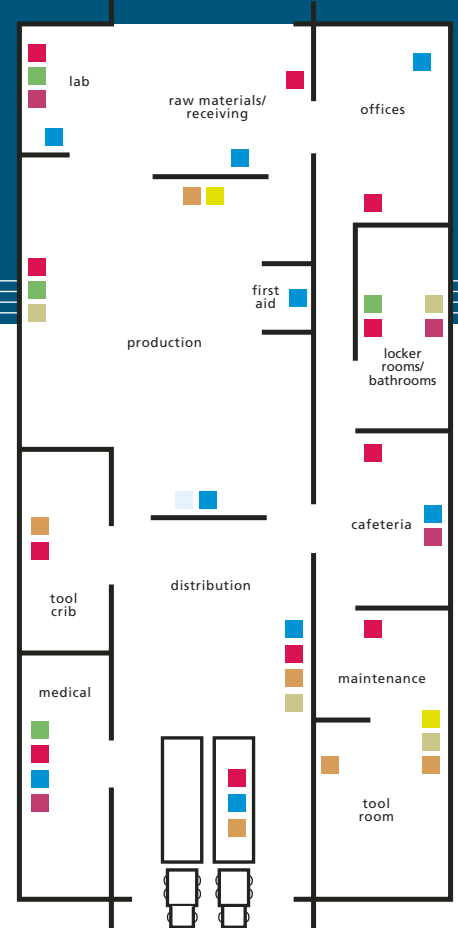 lab
raw materials/
receiving
offices
first
aid
production
locker
rooms/
bathrooms
cafeteria
tool
crib
distribution
medical
maintenance
tool
room